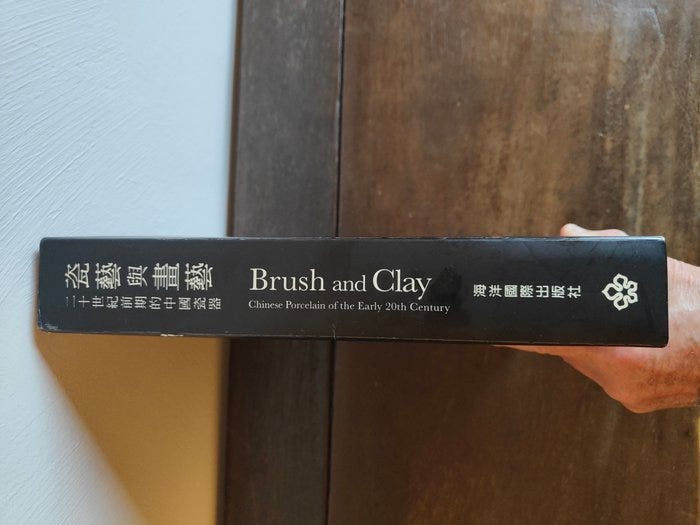 瓷藝與畫藝
二十世紀前期的中國瓷器
Brush and Clay
Chinese Porcelain of the Early 20th Century
海洋國際出版社